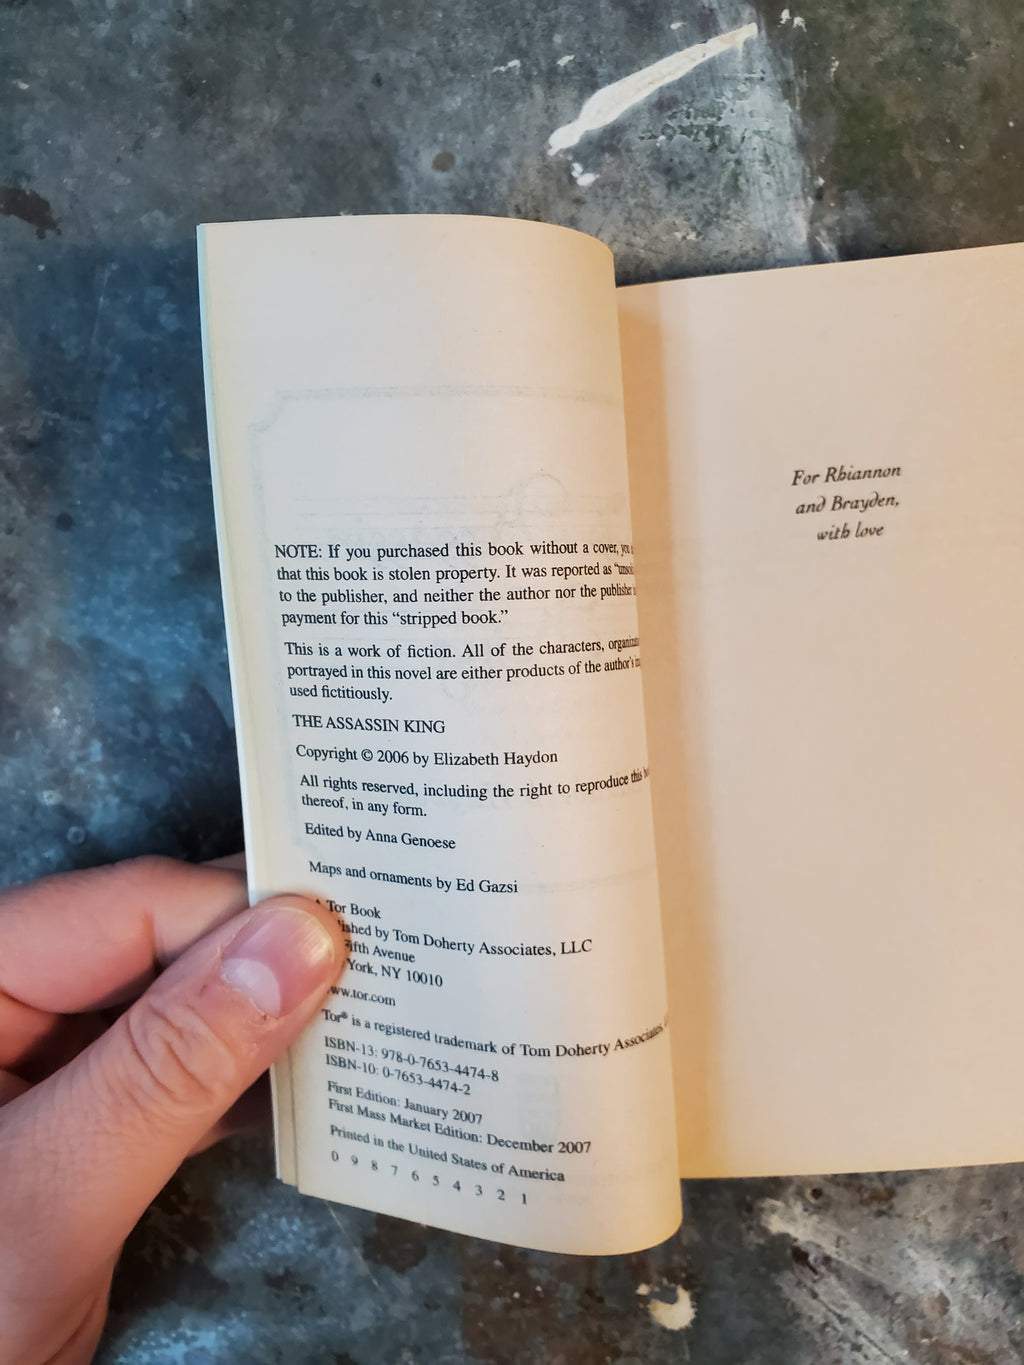 NOTE: If you purchased this book without a cover, you
that this book is stolen property. It was reported as “unsol
to the publisher, and neither the author nor the publisher
payment for this “stripped book.”
This is a work of fiction. All of the characters, organiz
portrayed in this novel are either products of the author's
used fictitiously.
THE ASSASSIN KING
Copyright © 2006 by Elizabeth Haydon
All rights reserved, including the right to reproduce this
thereof, in any form.
Edited by Anna Genoese
Maps and ornaments by Ed Gazsi
Tor Book
ished by Tom Doherty Associates, LLC
Fifth Avenue
York, NY 10010
www.tor.com
Tor® is a registered trademark of Tom Doherty Associates,
ISBN-13: 978-0-7653-4474-8
ISBN-10: 0-7653-4474-2
First Edition: January 2007
First Mass Market Edition: December 2007
Printed in the United States of America
0 9 8 7 6 5 4 3 2 1
For Rhiannon
and Brayden,
with love